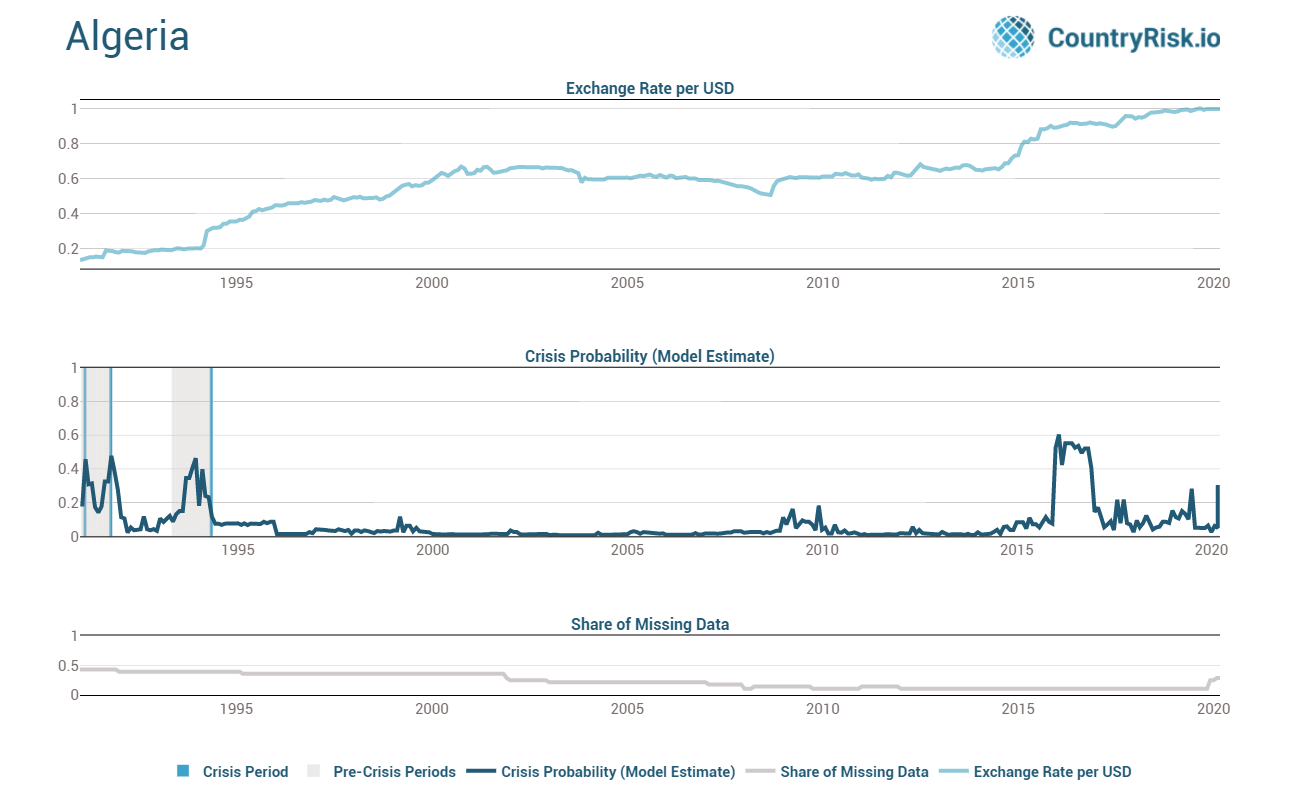 Algeria
CountryRisk.io
Exchange Rate per USD
1
0.8
0.6
0.4
0.2
1995 2000 2005 2010 2015 2020
Crisis Probability (Model Estimate)
1
0.8
0.6
0.4
0.2
0
1995 2000 2005 2010 2015 2020
Share of Missing Data
1
0.5
0
1995 2000 2005 2010 2015 2020
Crisis Period Pre-Crisis Periods Crisis Probability (Model Estimate) Share of Missing Data Exchange Rate per USD